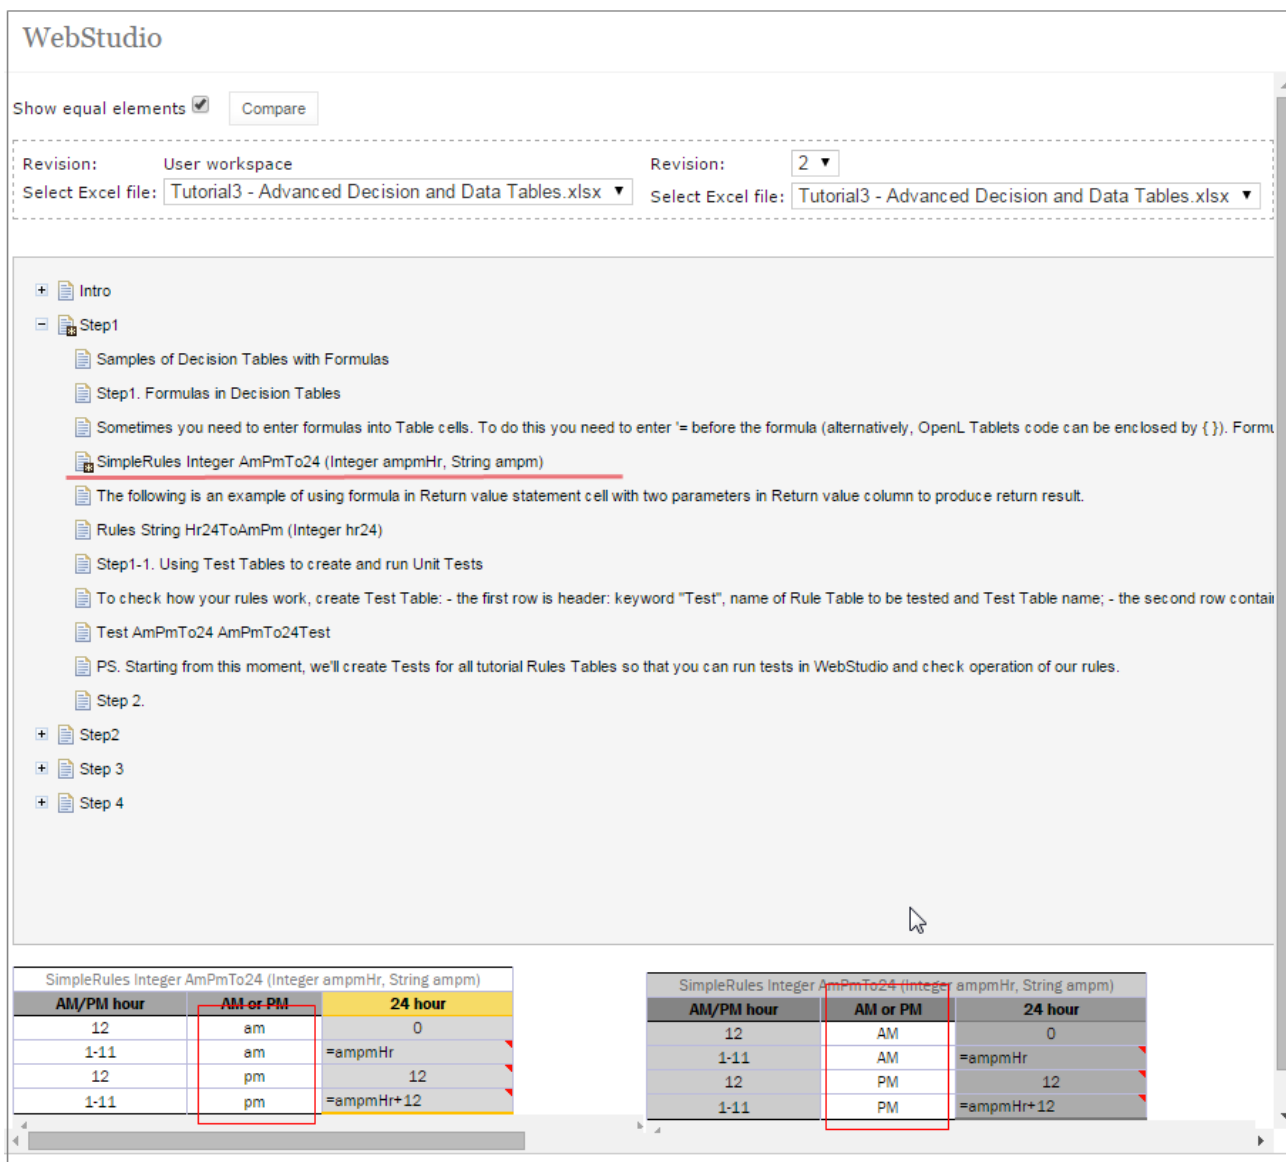 WebStudio
Show equal elements Compare
Revision: User workspace Revision: 2
Select Excel file: Tutorial3 - Advanced Decision and Data Tables.xlsx Select Excel file: Tutorial3 - Advanced Decision and Data Tables.xlsx
Intro
Step1
Samples of Decision Tables with Formulas
Step1. Formulas in Decision Tables
Sometimes you need to enter formulas into Table cells. To do this you need to enter '= before the formula (alternatively, OpenL Tablets code can be enclosed by { }). Formu
SimpleRules Integer AmPmTo24 (Integer ampmHr, String ampm)
The following is an example of using formula in Return value statement cell with two parameters in Return value column to produce return result.
Rules String Hr24ToAmPm (Integer hr24)
Step1-1. Using Test Tables to create and run Unit Tests
To check how your rules work, create Test Table: - the first row is header: keyword "Test", name of Rule Table to be tested and Test Table name; - the second row contain
Test AmPmTo24 AmPmTo24Test
PS. Starting from this moment, we'll create Tests for all tutorial Rules Tables so that you can run tests in WebStudio and check operation of our rules.
Step 2.
Step2
Step 3
Step 4
SimpleRules Integer AmPmTo24 (Integer ampmHr, String ampm)
AM/PM hour AM or PM 24 hour
12 am 0
1-11 am =ampmHr
12 pm 12
1-11 pm =ampmHr+12
SimpleRules Integer AmPmTo24 (Integer ampmHr, String ampm)
AM/PM hour AM or PM 24 hour
12 AM 0
1-11 AM =ampmHr
12 PM 12
1-11 PM =ampmHr+12